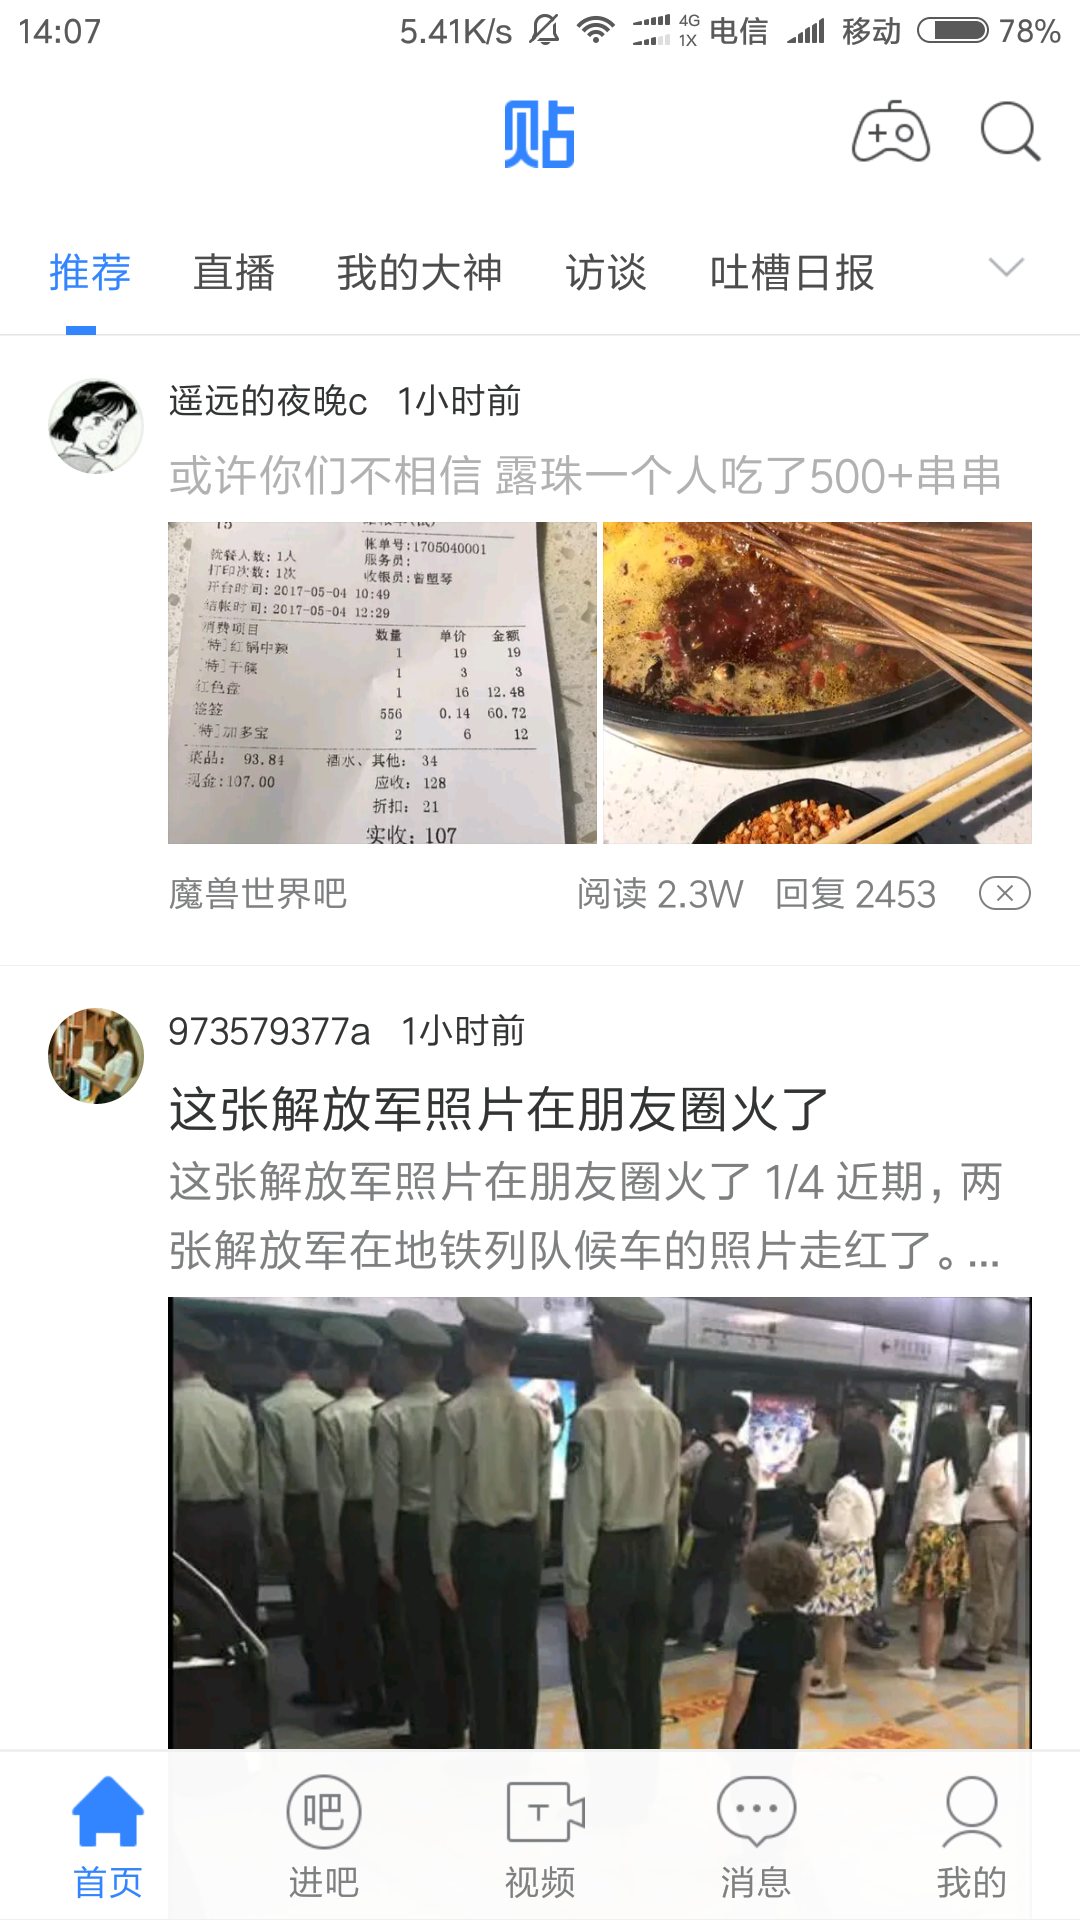 14:07 5.41K/s 4G 1X 电信 移动 78%
贴
推荐 直播 我的大神 访谈 吐槽日报
遥远的夜晚c 1小时前
或许你们不相信 露珠一个人吃了500+串串
15
就餐人数: 1人 帐单号:1705040001
打印次数: 1次 服务员:
收银员:
开台时间: 2017-05-04 10:49
结帐时间: 2017-05-04 12:29
消费项目 数量 单价 金额
[特]红锅中辣 1 19 19
[特]干碟 1 3 3
红色盘 1 16 12.48
签签 556 0.14 60.72
[特]加多宝 2 6 12
菜品: 93.84 酒水、其他: 34
现金:107.00 应收: 128
折扣: 21
实收: 107
魔兽世界吧 阅读 2.3W 回复 2453
973579377a 1小时前
这张解放军照片在朋友圈火了
这张解放军照片在朋友圈火了 1/4 近期，两
张解放军在地铁列队候车的照片走红了。...
吧 T
首页 进吧 视频 消息 我的